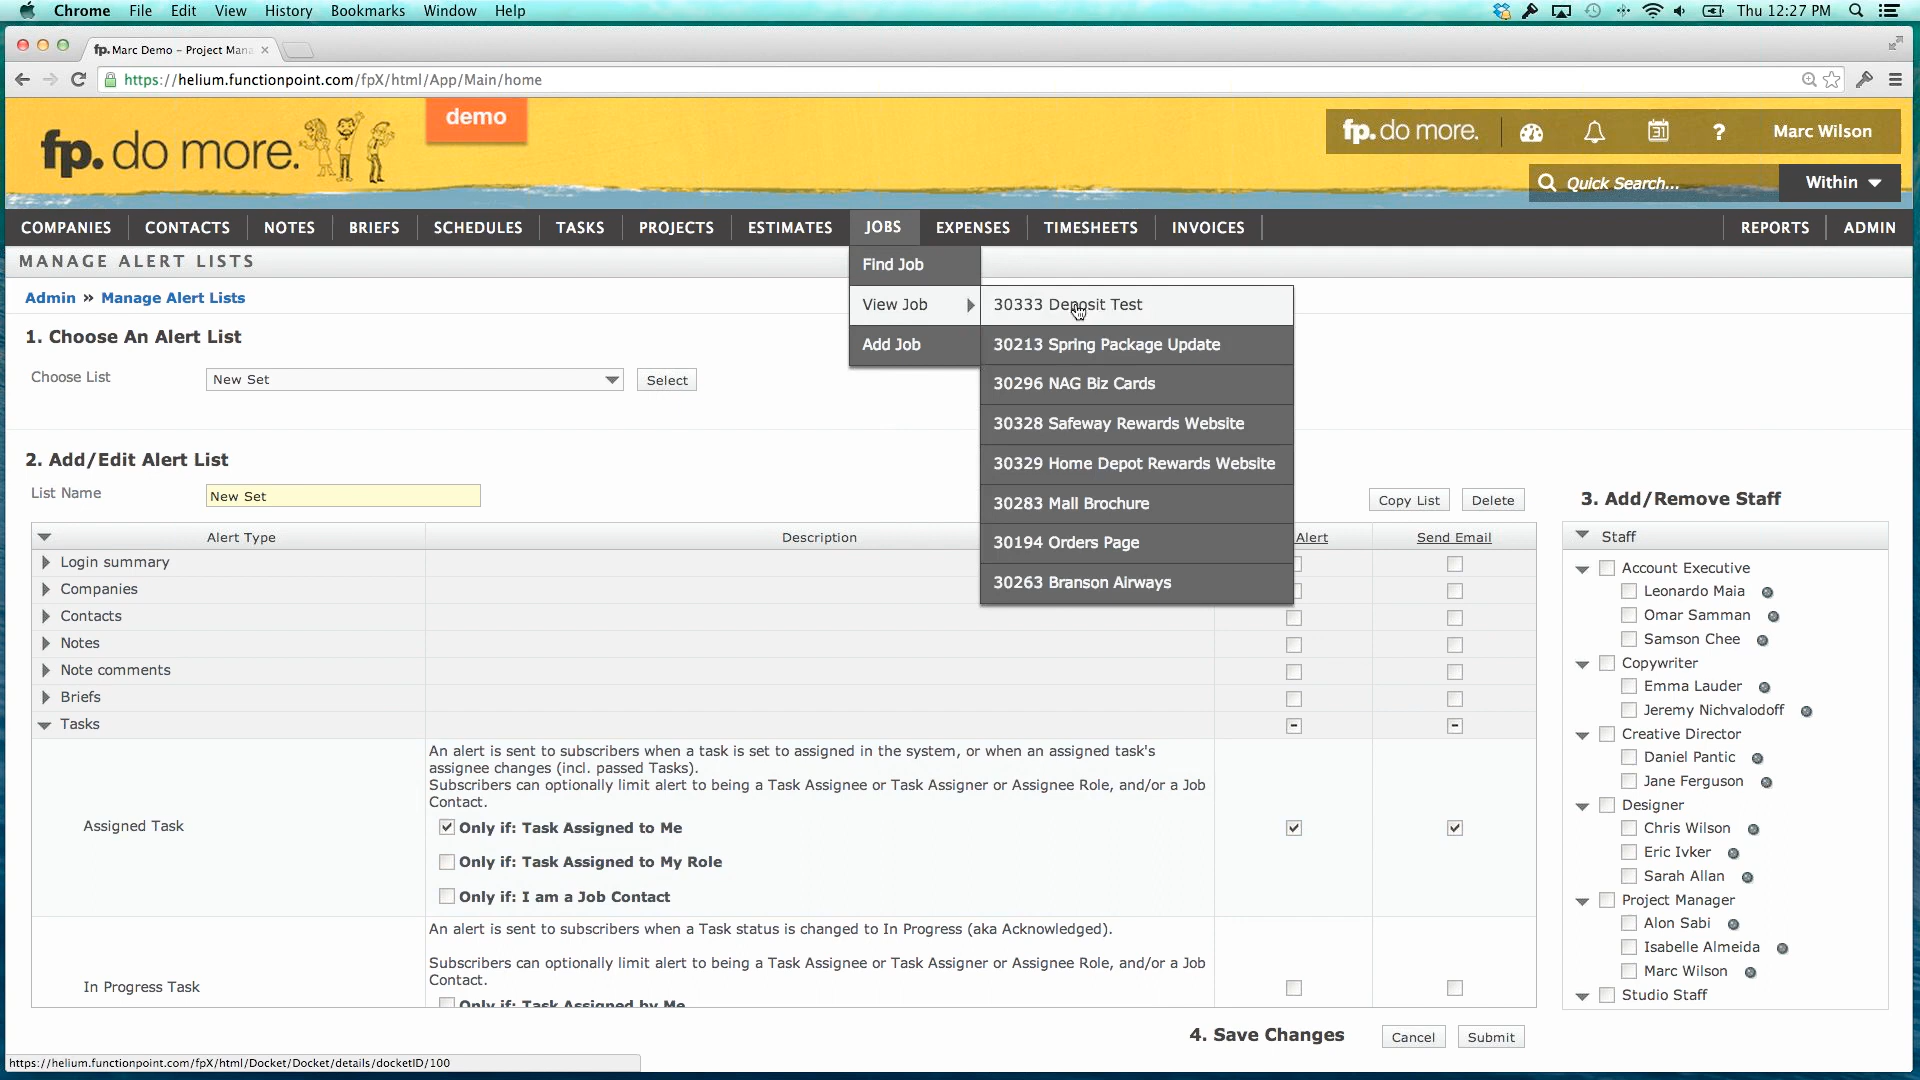 Chrome File Edit View History Bookmarks Window Help
Thu 12:27 PM
fp. Marc Demo – Project Mana
https://helium.functionpoint.com/fpX/html/App/Main/home
fp. do more.
demo
fp. do more.
31
?
Marc Wilson
Quick Search...
Within
COMPANIES CONTACTS NOTES BRIEFS SCHEDULES TASKS PROJECTS ESTIMATES JOBS EXPENSES TIMESHEETS INVOICES REPORTS ADMIN
MANAGE ALERT LISTS
Find Job
View Job
Add Job
30333 Deposit Test
30213 Spring Package Update
30296 NAG Biz Cards
30328 Safeway Rewards Website
30329 Home Depot Rewards Website
30283 Mall Brochure
30194 Orders Page
30263 Branson Airways
Admin » Manage Alert Lists
1. Choose An Alert List
Choose List New Set Select
2. Add/Edit Alert List
List Name New Set
Copy List Delete
Alert Type Description Alert Send Email
Login summary
Companies
Contacts
Notes
Note comments
Briefs
Tasks
Assigned Task
An alert is sent to subscribers when a task is set to assigned in the system, or when an assigned task's
assignee changes (incl. passed Tasks).
Subscribers can optionally limit alert to being a Task Assignee or Task Assigner or Assignee Role, and/or a Job
Contact.
Only if: Task Assigned to Me
Only if: Task Assigned to My Role
Only if: I am a Job Contact
In Progress Task
An alert is sent to subscribers when a Task status is changed to In Progress (aka Acknowledged).
Subscribers can optionally limit alert to being a Task Assignee or Task Assigner or Assignee Role, and/or a Job
Contact.
Only if: Task Assigned by Me
3. Add/Remove Staff
Staff
Account Executive
Leonardo Maia
Omar Samman
Samson Chee
Copywriter
Emma Lauder
Jeremy Nichvalodoff
Creative Director
Daniel Pantic
Jane Ferguson
Designer
Chris Wilson
Eric Ivker
Sarah Allan
Project Manager
Alon Sabi
Isabelle Almeida
Marc Wilson
Studio Staff
4. Save Changes Cancel Submit
https://helium.functionpoint.com/fpX/html/Docket/Docket/details/docketID/100